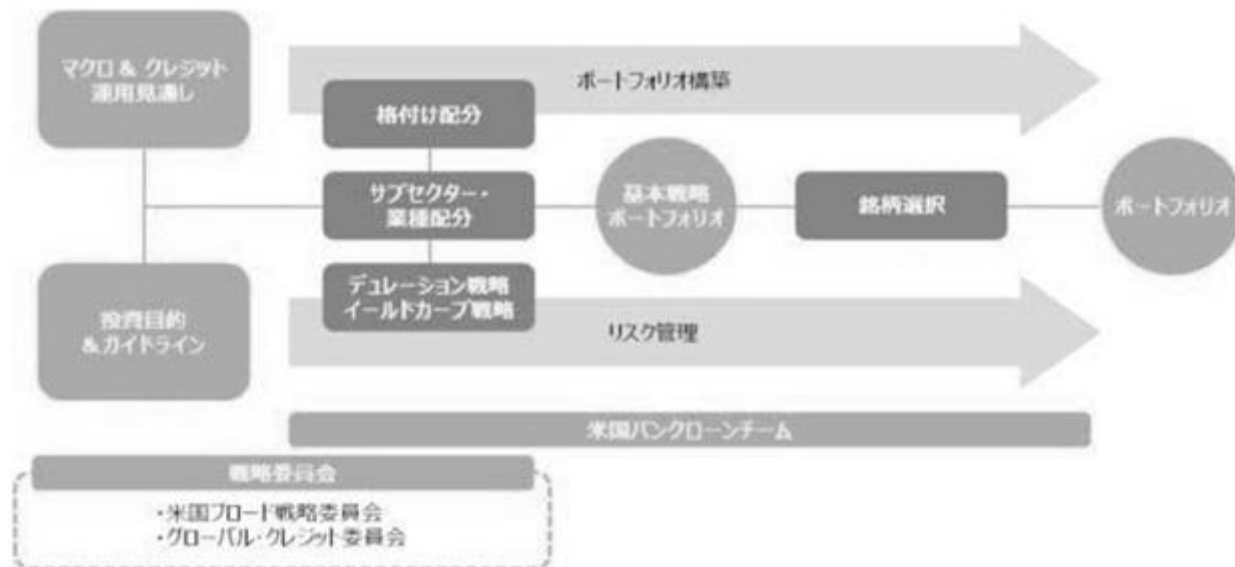 マクロ & クレジット
運用見通し
ポートフォリオ構築
格付け配分
サブセクター・
業種配分
基本戦略
ポートフォリオ
銘柄選択
ポートフォリオ
デュレーション戦略
イールドカーブ戦略
投資目的
&ガイドライン
リスク管理
米国バンクローンチーム
戦略委員会
・米国ブロード戦略委員会
・グローバル・クレジット委員会